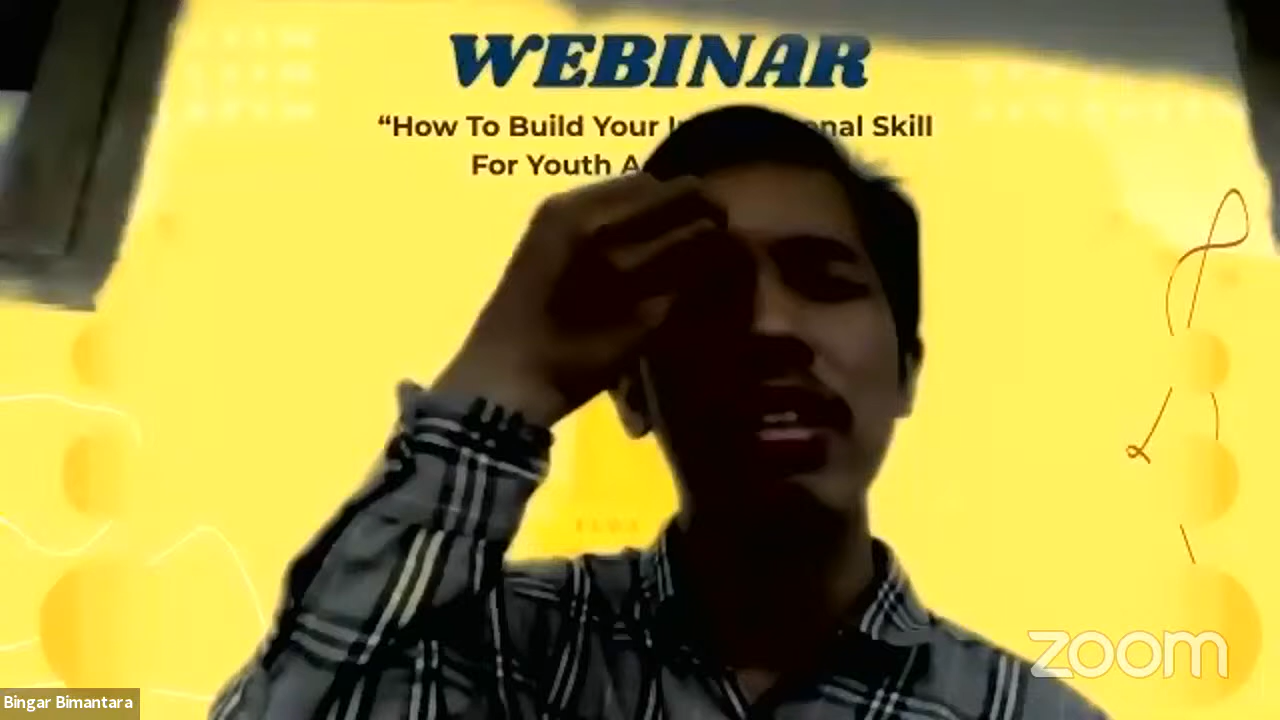 WEBINAR
“How To Build Your
nal Skill
For Youth
zoom
Bingar Bimantara